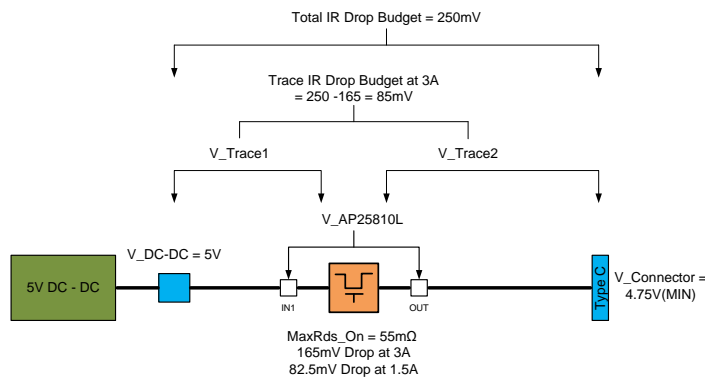 Total IR Drop Budget = 250mV
Trace IR Drop Budget at 3A
= 250 -165 = 85mV
V_Trace1
V_Trace2
V_AP25810L
V_DC-DC = 5V
5V DC - DC
IN1
OUT
Type C
V_Connector =
4.75V(MIN)
MaxRds_On = 55mΩ
165mV Drop at 3A
82.5mV Drop at 1.5A